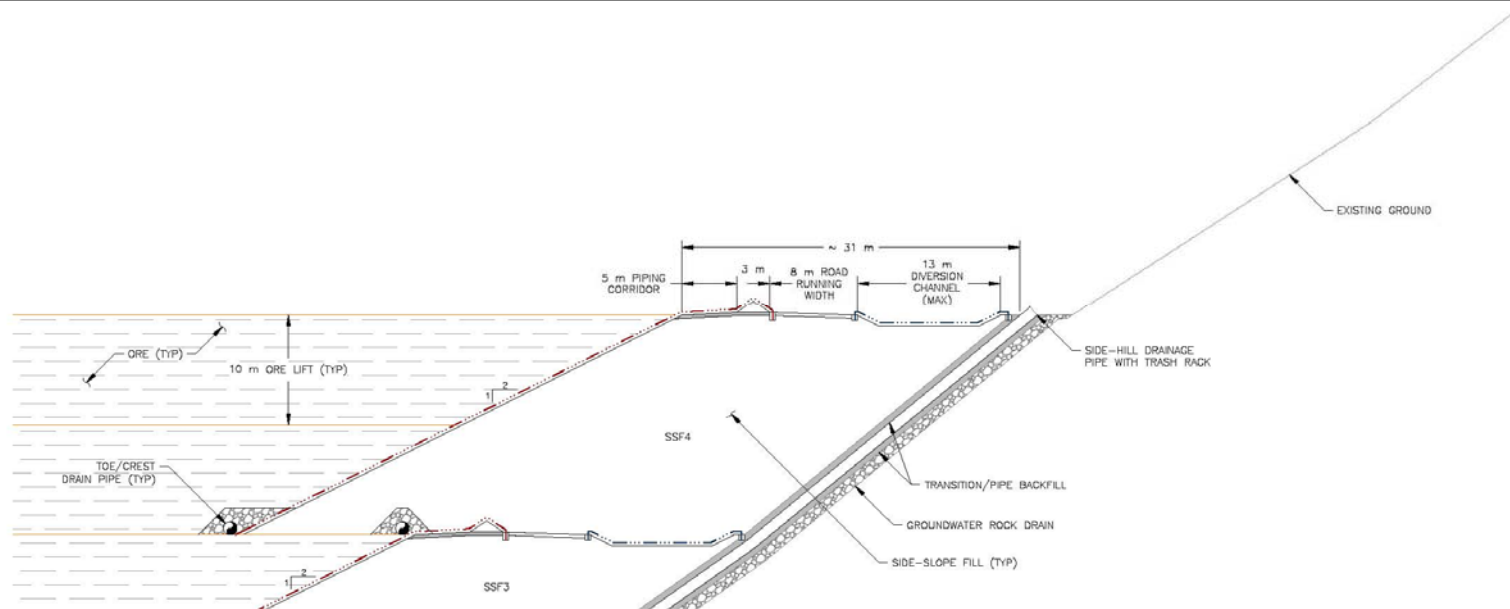 ~ 31 m
5 m PIPING
CORRIDOR
3 m
8 m ROAD
RUNNING
WIDTH
13 m
DIVERSION
CHANNEL
(MAX)
EXISTING GROUND
ORE (TYP)
10 m ORE LIFT (TYP)
SIDE-HILL DRAINAGE
PIPE WITH TRASH RACK
2
1
SSF4
TOE/CREST
DRAIN PIPE (TYP)
TRANSITION/PIPE BACKFILL
GROUNDWATER ROCK DRAIN
SIDE-SLOPE FILL (TYP)
2
1
SSF3